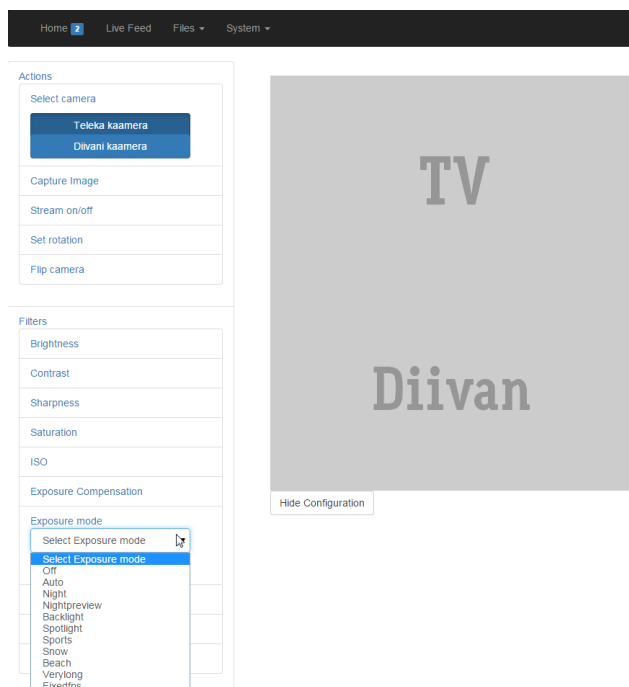 Home 2 Live Feed Files System
Actions
Select camera
Teleka kaamera
Diivani kaamera
Capture Image
Stream on/off
Set rotation
Flip camera
Filters
Brightness
Contrast
Sharpness
Saturation
ISO
Exposure Compensation
Exposure mode
Select Exposure mode
Select Exposure mode
Off
Auto
Night
Nightpreview
Backlight
Spotlight
Sports
Snow
Beach
Verylong
Fixedfps
TV
Diivan
Hide Configuration